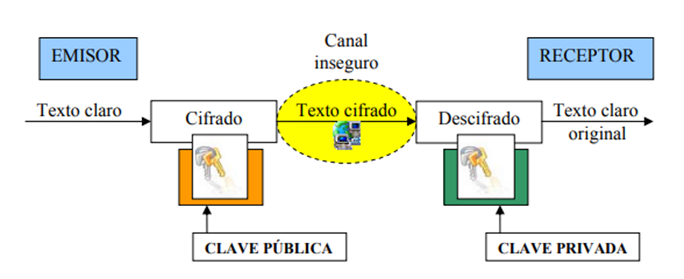 EMISOR
Canal
inseguro
RECEPTOR
Texto claro
Cifrado
Texto cifrado
Descifrado
Texto claro
original
CLAVE PÚBLICA
CLAVE PRIVADA